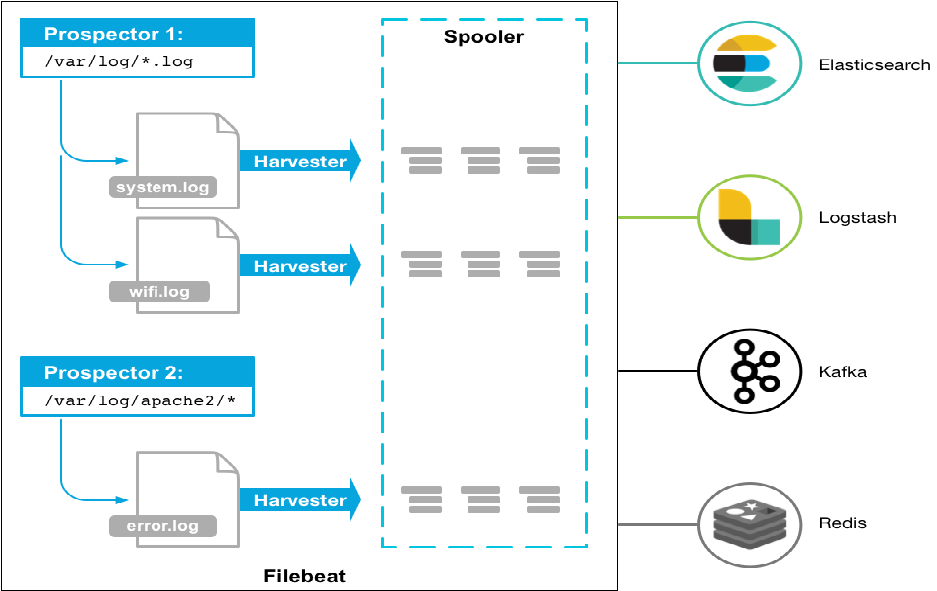 Prospector 1:
/var/log/*.log
system.log
Harvester
wifi.log
Harvester
Prospector 2:
/var/log/apache2/*
error.log
Harvester
Spooler
Filebeat
Elasticsearch
Logstash
Kafka
Redis